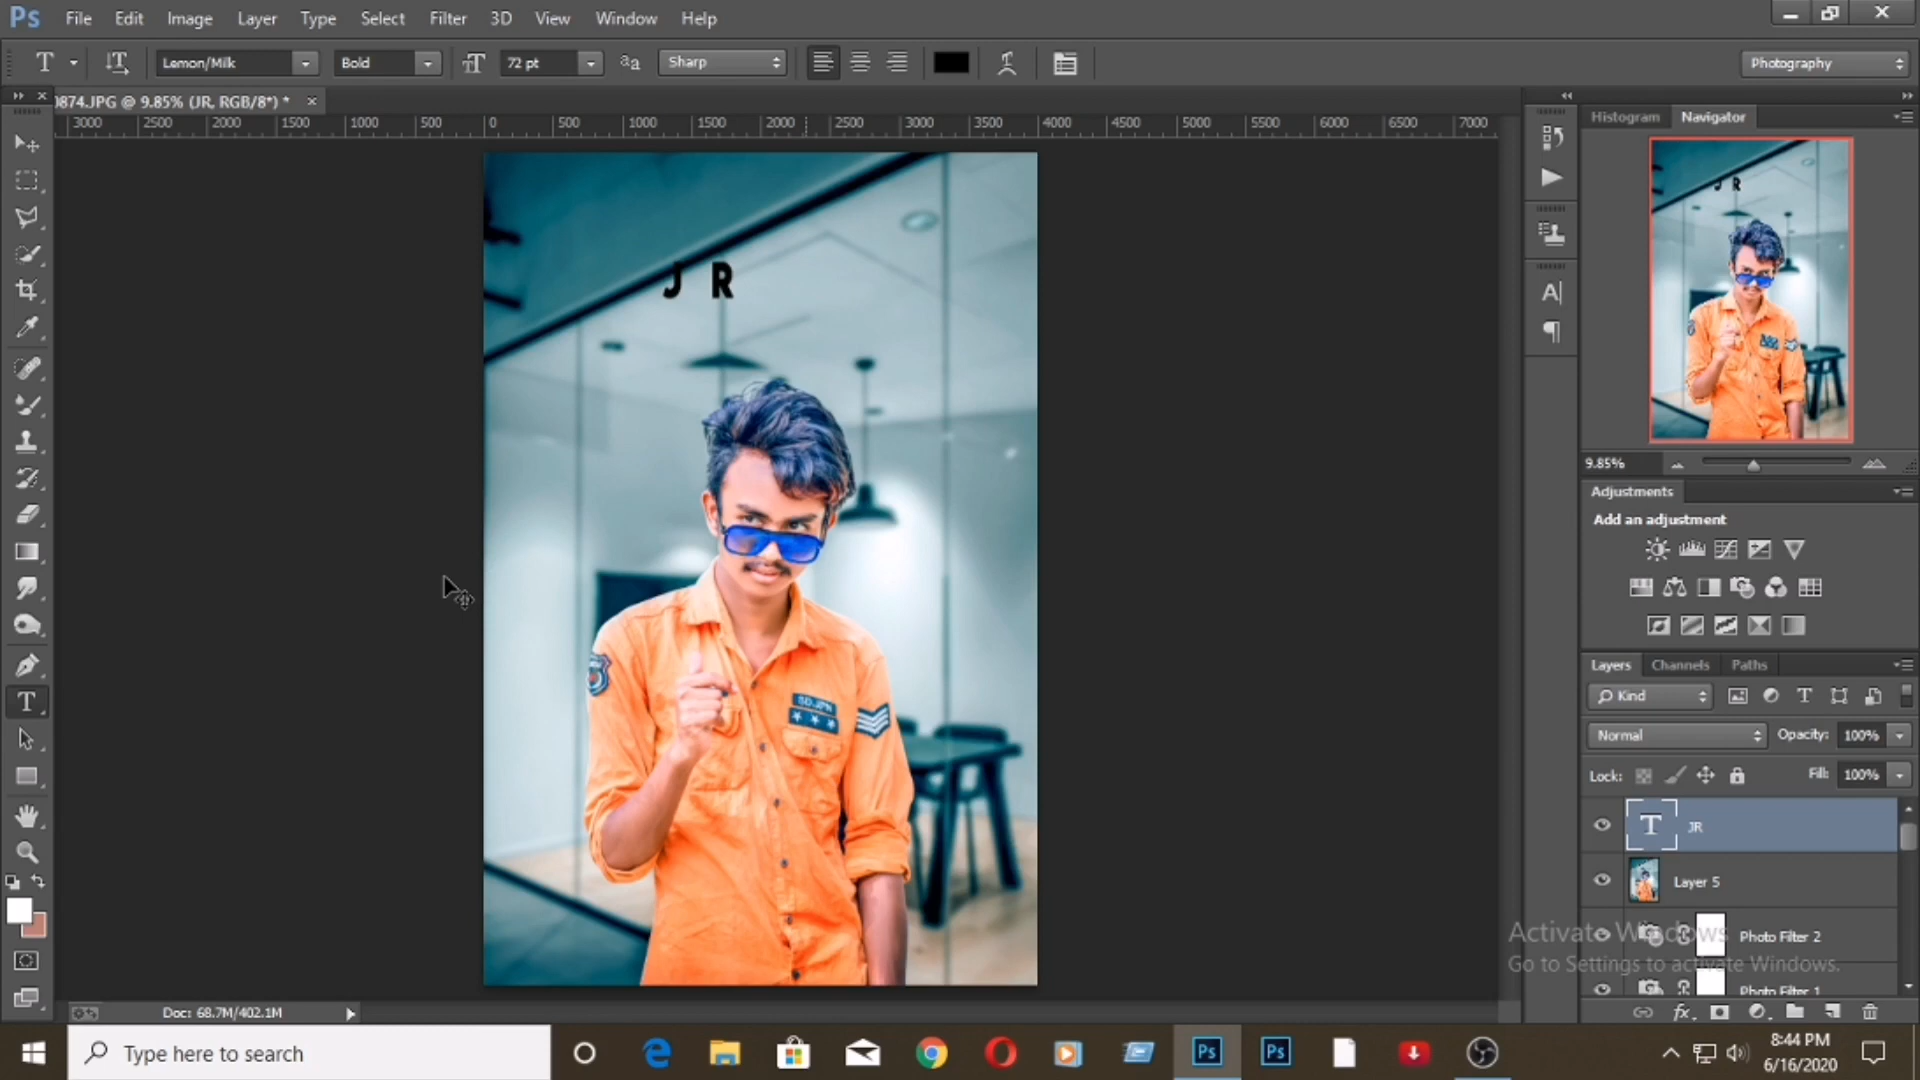 Ps File Edit Image Layer Type Select Filter 3D View Window Help
T Lemon/Milk Bold 72 pt aa Sharp Photography
0874.JPG @ 9.85% (JR, RGB/8*) *
3000 2500 2000 1500 1000 500 0 500 1000 1500 2000 2500 3000 3500 4000 4500 5000 5500 6000 6500 7000
Histogram Navigator
J R
9.85%
Adjustments
Add an adjustment
Layers Channels Paths
Kind
Normal Opacity: 100%
Lock: Fill: 100%
T JR
Layer 5
Photo Filter 2
Photo Filter 1
Activate Windows
Go to Settings to activate Windows.
Doc: 68.7M/402.1M
Type here to search
Ps Ps
8:44 PM
6/16/2020